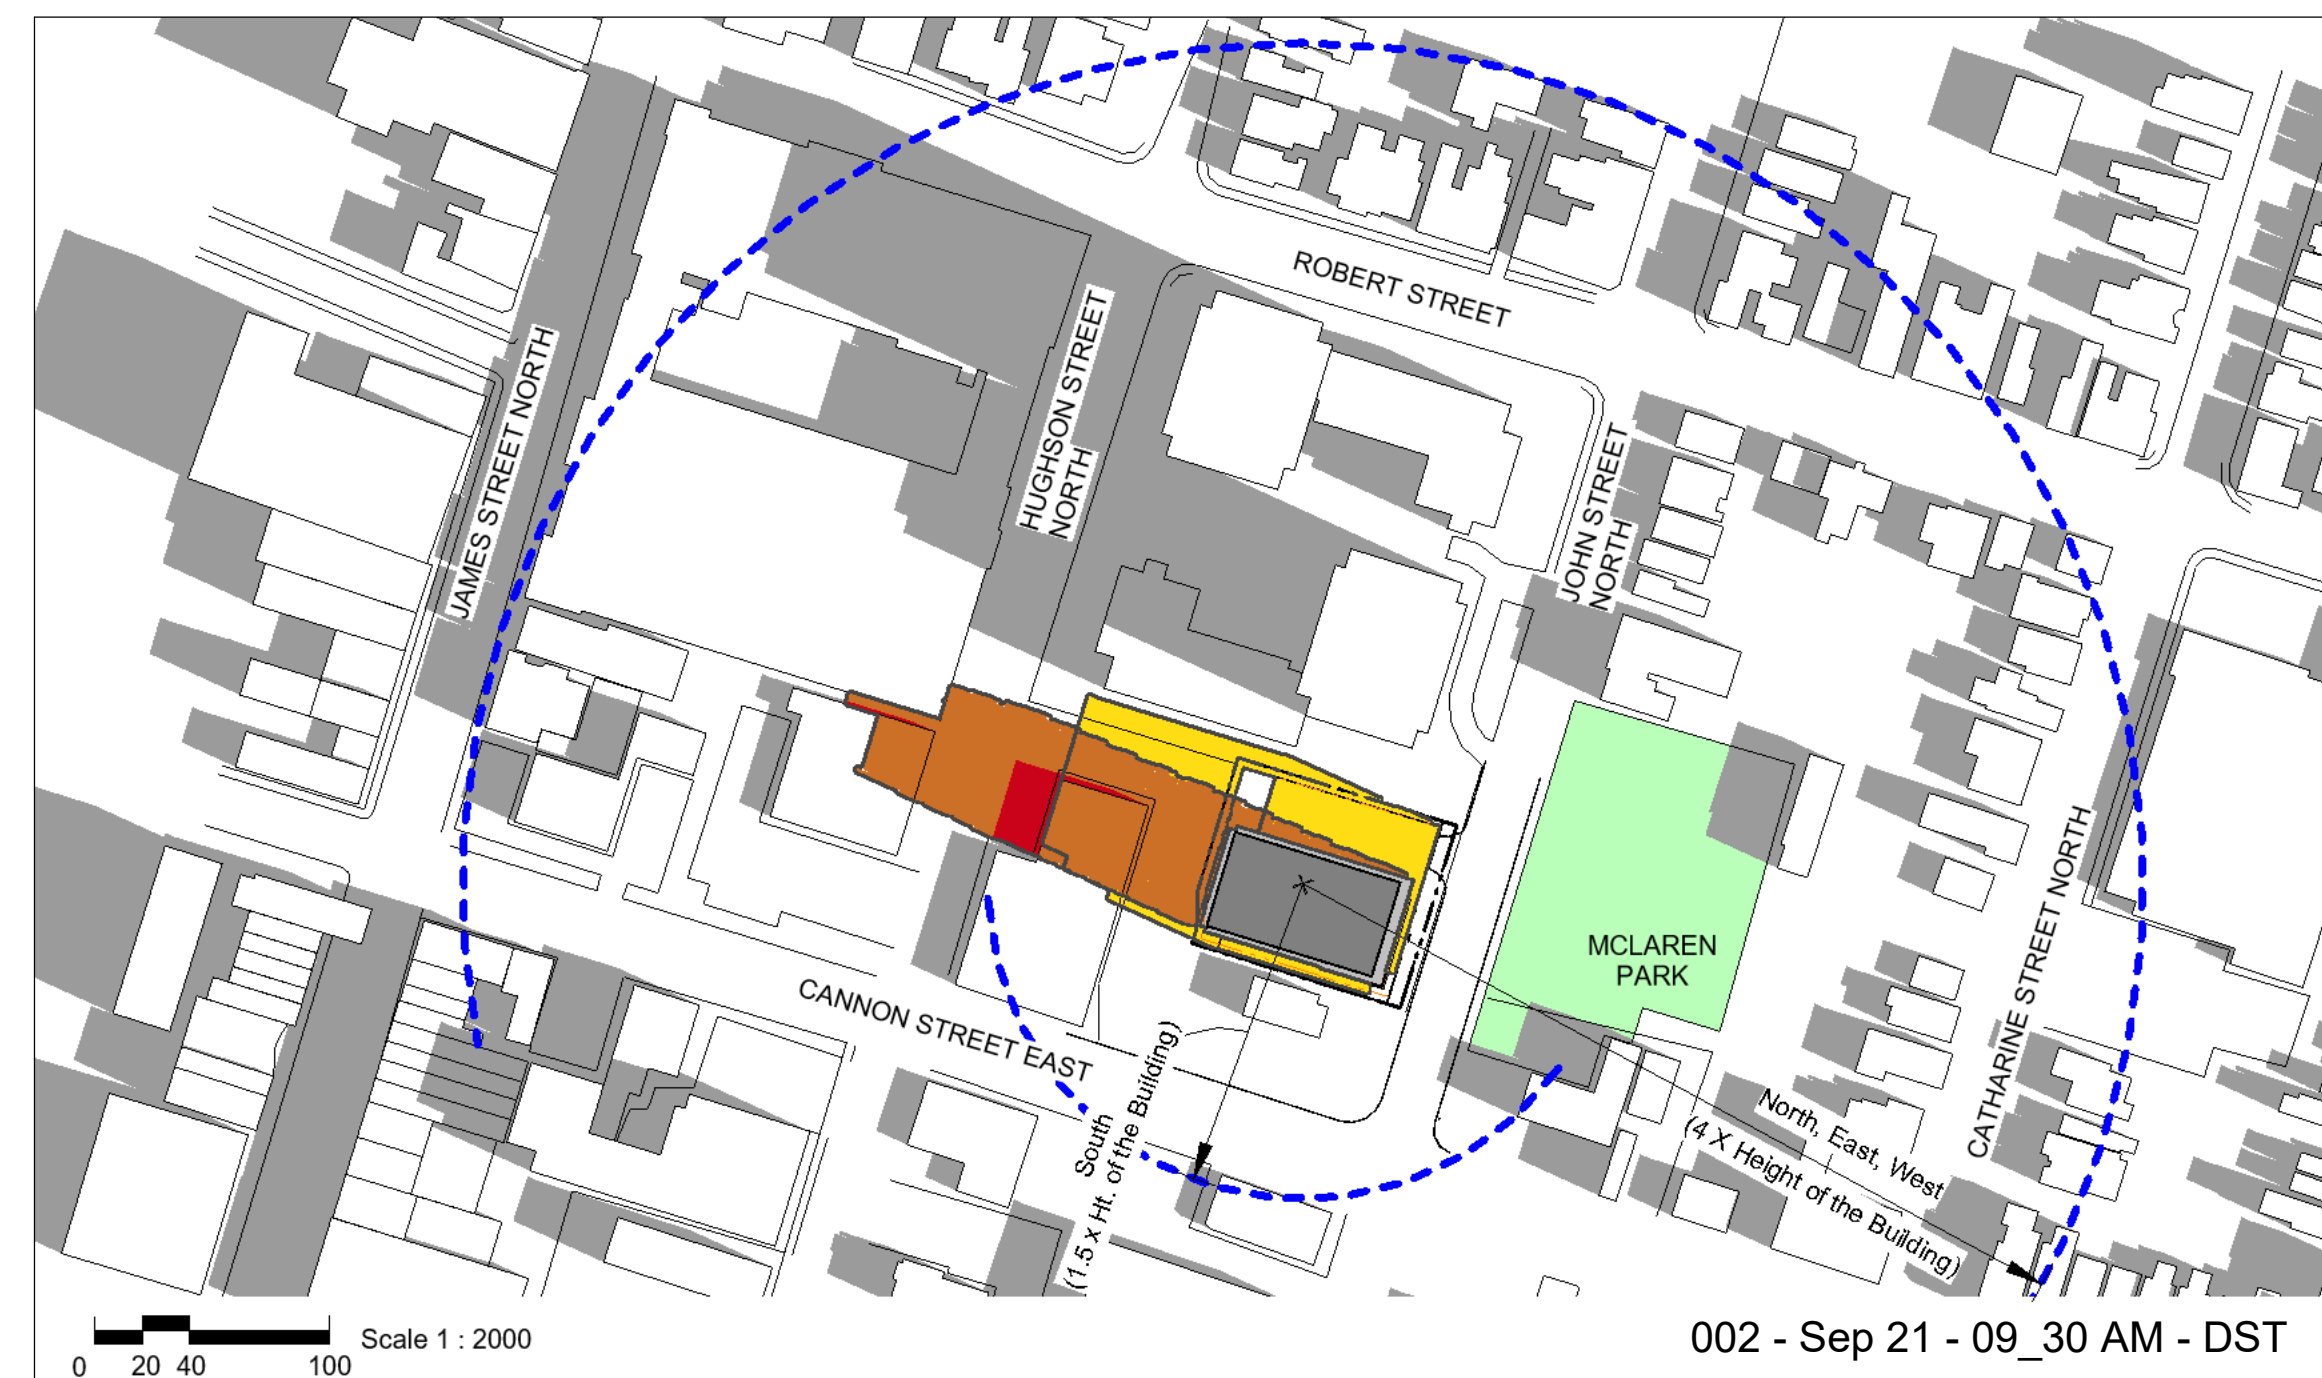 ROBERT STREET
HUGHSON STREET
NORTH
JAMES STREET NORTH
JOHN STREET
NORTH
MCLAREN
PARK
CATHARINE STREET NORTH
CANNON STREET EAST
South
(1.5 x Ht. of the Building)
North, East, West
(4 X Height of the Building)
0 20 40 100
Scale 1 : 2000
002 - Sep 21 - 09_30 AM - DST